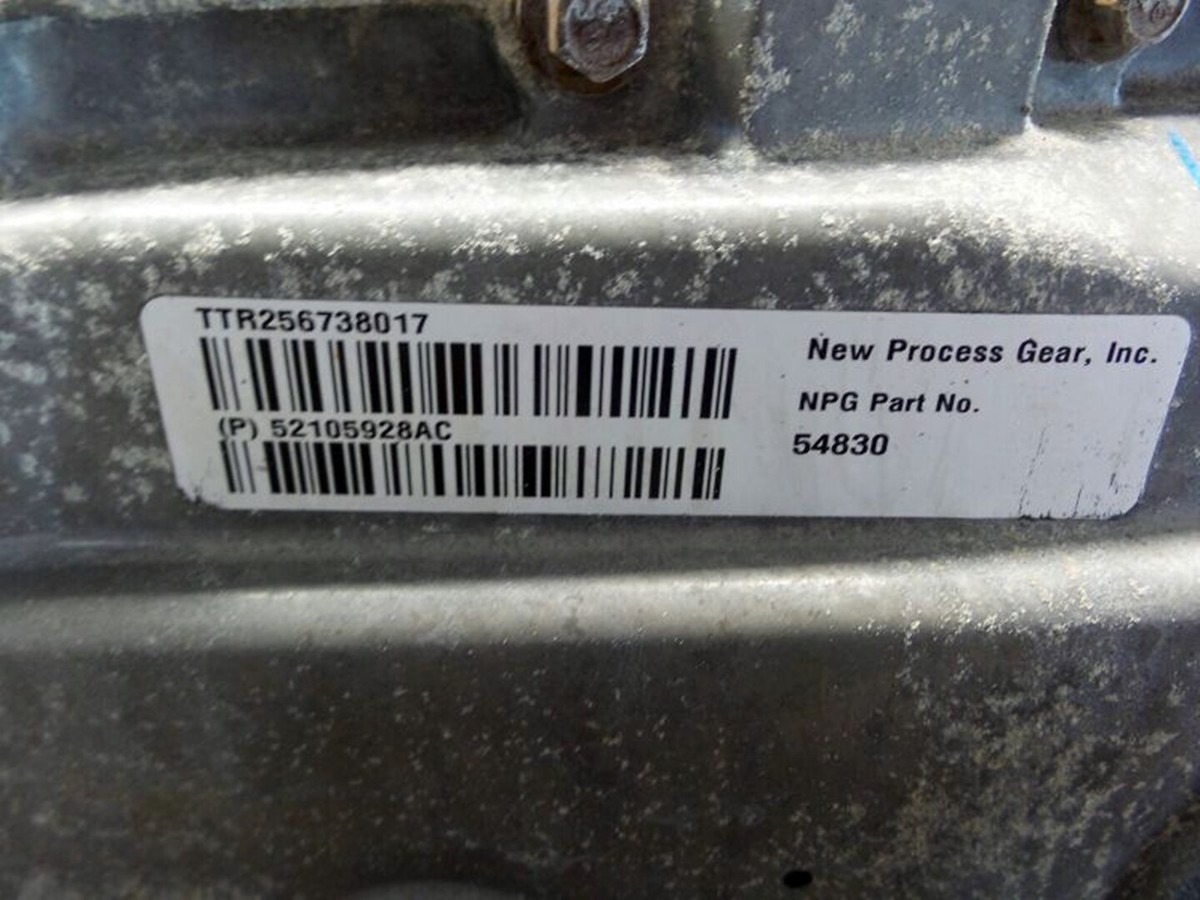 TTR256738017
(P) 52105928AC
New Process Gear, Inc.
NPG Part No.
54830